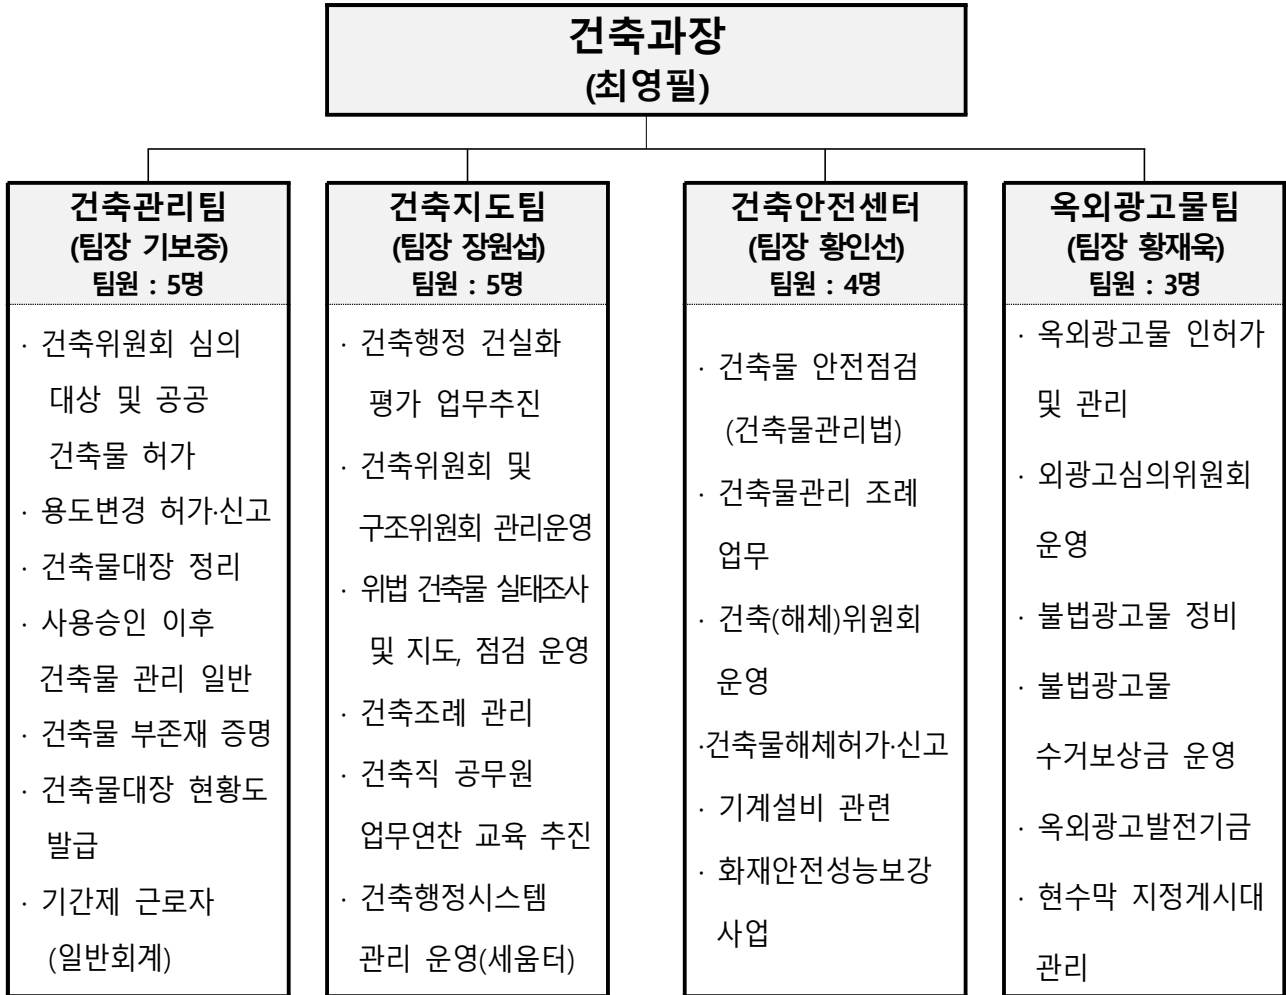 건축과장
(최영필)
건축관리팀
(팀장 기보중)
팀원 : 5명
· 건축위원회 심의
대상 및 공공
건축물 허가
· 용도변경 허가·신고
· 건축물대장 정리
· 사용승인 이후
건축물 관리 일반
· 건축물 부존재 증명
· 건축물대장 현황도
발급
· 기간제 근로자
(일반회계)
건축지도팀
(팀장 장원섭)
팀원 : 5명
· 건축행정 건실화
평가 업무추진
· 건축위원회 및
구조위원회 관리운영
· 위법 건축물 실태조사
및 지도, 점검 운영
· 건축조례 관리
· 건축직 공무원
업무연찬 교육 추진
· 건축행정시스템
관리 운영(세움터)
건축안전센터
(팀장 황인선)
팀원 : 4명
· 건축물 안전점검
(건축물관리법)
· 건축물관리 조례
업무
· 건축(해체)위원회
운영
·건축물해체허가·신고
· 기계설비 관련
· 화재안전성능보강
사업
옥외광고물팀
(팀장 황재욱)
팀원 : 3명
· 옥외광고물 인허가
및 관리
· 외광고심의위원회
운영
· 불법광고물 정비
· 불법광고물
수거보상금 운영
· 옥외광고발전기금
· 현수막 지정게시대
관리